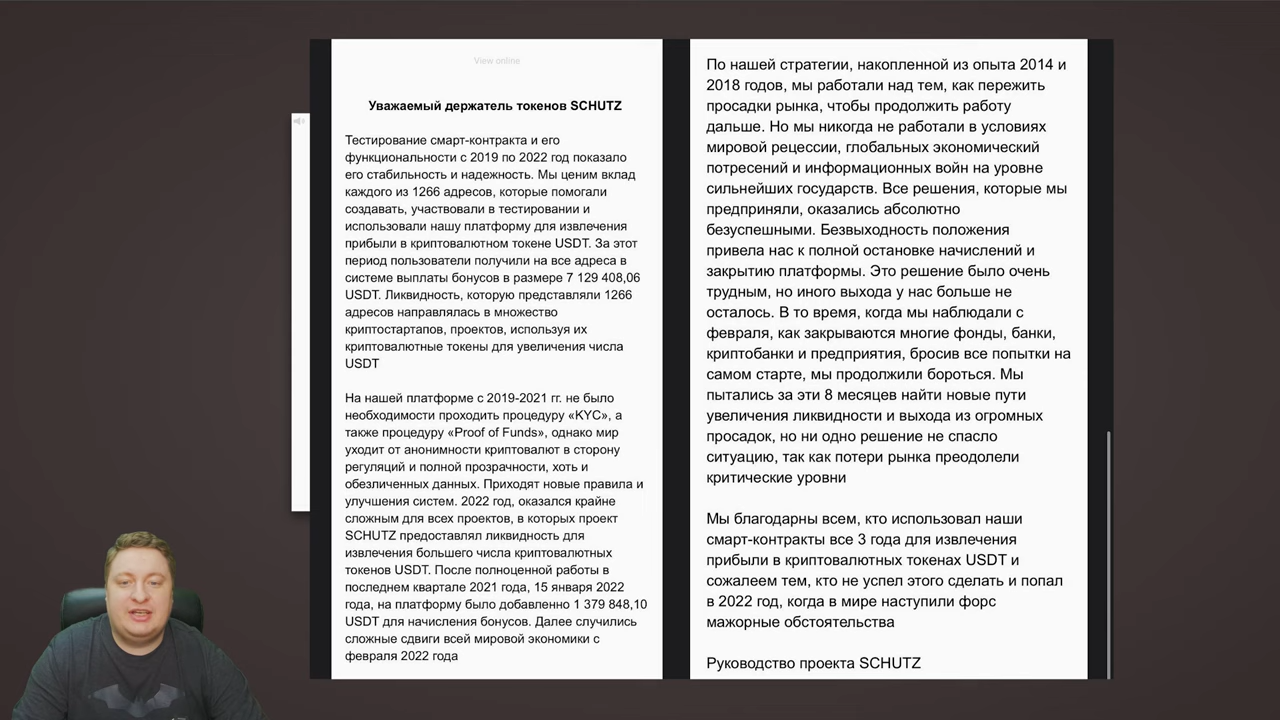 View online
Уважаемый держатель токенов SCHUTZ
Тестирование смарт-контракта и его
функциональности с 2019 по 2022 год показало
его стабильность и надежность. Мы ценим вклад
каждого из 1266 адресов, которые помогали
создавать, участвовали в тестировании и
использовали нашу платформу для извлечения
прибыли в криптовалютном токене USDT. За этот
период пользователи получили на все адреса в
системе выплаты бонусов в размере 7 129 408,06
USDT. Ликвидность, которую представляли 1266
адресов направлялась в множество
криптостартапов, проектов, используя их
криптовалютные токены для увеличения числа
USDT
На нашей платформе с 2019-2021 гг. не было
необходимости проходить процедуру «KYC», а
также процедуру «Proof of Funds», однако мир
уходит от анонимности криптовалют в сторону
регуляций и полной прозрачности, хоть и
обезличенных данных. Приходят новые правила и
улучшения систем. 2022 год, оказался крайне
сложным для всех проектов, в которых проект
SCHUTZ предоставлял ликвидность для
извлечения большего числа криптовалютных
токенов USDT. После полноценной работы в
последнем квартале 2021 года, 15 января 2022
года, на платформу было добавленно 1 379 848,10
USDT для начисления бонусов. Далее случились
сложные сдвиги всей мировой экономики с
февраля 2022 года
По нашей стратегии, накопленной из опыта 2014 и
2018 годов, мы работали над тем, как пережить
просадки рынка, чтобы продолжить работу
дальше. Но мы никогда не работали в условиях
мировой рецессии, глобальных экономический
потресений и информационных войн на уровне
сильнейших государств. Все решения, которые мы
предприняли, оказались абсолютно
безуспешными. Безвыходность положения
привела нас к полной остановке начислений и
закрытию платформы. Это решение было очень
трудным, но иного выхода у нас больше не
осталось. В то время, когда мы наблюдали с
февраля, как закрываются многие фонды, банки,
криптобанки и предприятия, бросив все попытки на
самом старте, мы продолжили бороться. Мы
пытались за эти 8 месяцев найти новые пути
увеличения ликвидности и выхода из огромных
просадок, но ни одно решение не спасло
ситуацию, так как потери рынка преодолели
критические уровни
Мы благодарны всем, кто использовал наши
смарт-контракты все 3 года для извлечения
прибыли в криптовалютных токенах USDT и
сожалеем тем, кто не успел этого сделать и попал
в 2022 год, когда в мире наступили форс
мажорные обстоятельства
Руководство проекта SCHUTZ